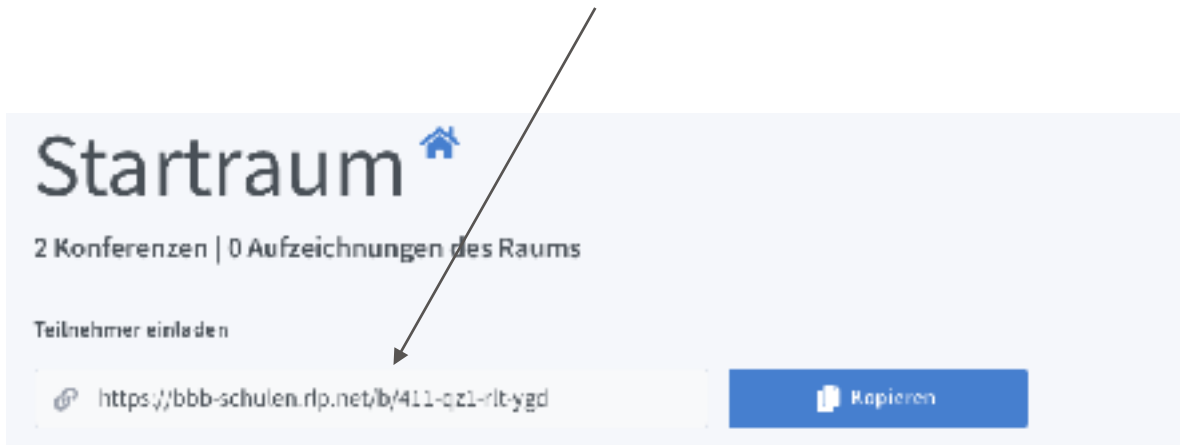 Startraum
2 Konferenzen | 0 Aufzeichnungen des Raums
Teilnehmer einladen
https://bbb-schulen.rlp.net/b/411-qz1-rlt-ygd
Kopieren